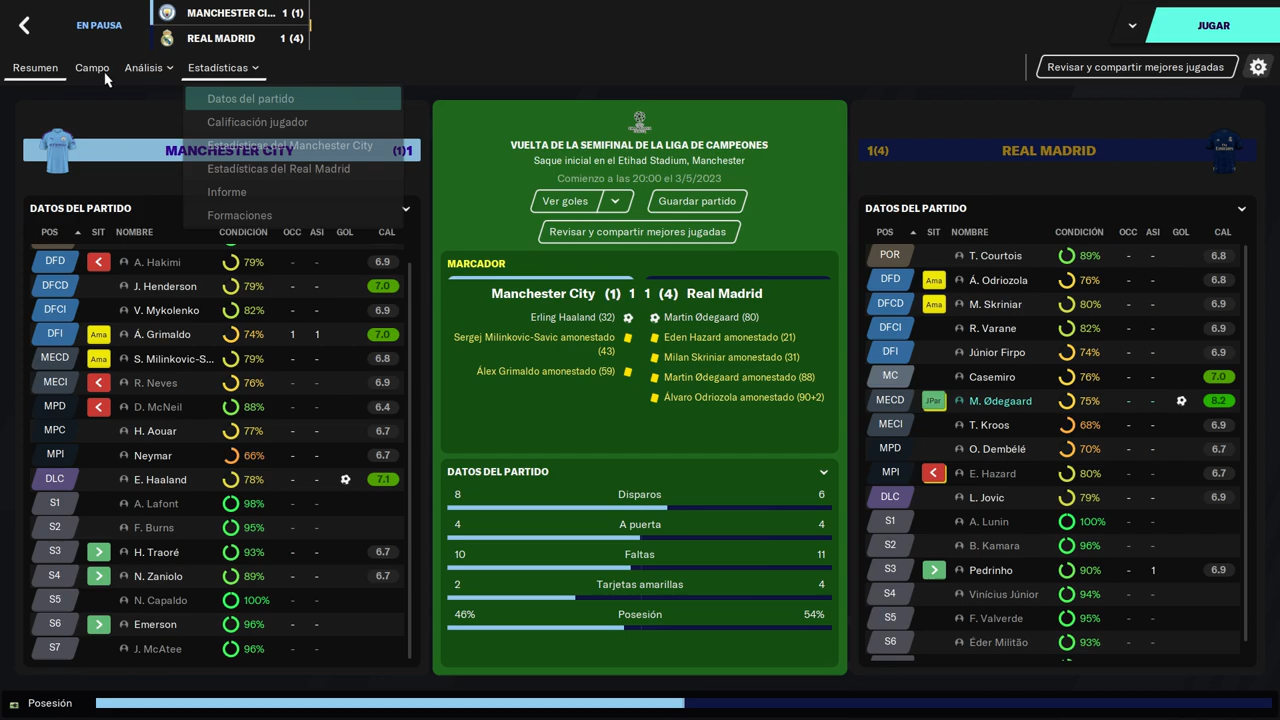 EN PAUSA
MANCHESTER CI... 1 (1)
REAL MADRID 1 (4)
JUGAR
Resumen Campo Análisis Estadísticas
Revisar y compartir mejores jugadas
Datos del partido
Calificación jugador
Estadísticas del Manchester City
Estadísticas del Real Madrid
Informe
Formaciones
MANCHESTER CITY (1)1
DATOS DEL PARTIDO
POS SIT NOMBRE CONDICIÓN OCC ASI GOL CAL
DFD A. Hakimi 79% - - 6.9
DFCD J. Henderson 79% - - 7.0
DFCI V. Mykolenko 82% - - 6.9
DFI Ama Á. Grimaldo 74% 1 1 7.0
MECD Ama S. Milinkovic-S... 79% - - 6.8
MECI R. Neves 76% - - 6.9
MPD D. McNeil 88% - - 6.4
MPC H. Aouar 77% - - 6.7
MPI Neymar 66% - - 6.7
DLC E. Haaland 78% - - 7.1
S1 A. Lafont 98% - -
S2 F. Burns 95% - -
S3 H. Traoré 93% - - 6.7
S4 N. Zaniolo 89% - - 6.7
S5 N. Capaldo 100% - -
S6 Emerson 96% - -
S7 J. McAtee 96% - -
VUELTA DE LA SEMIFINAL DE LA LIGA DE CAMPEONES
Saque inicial en el Etihad Stadium, Manchester
Comienzo a las 20:00 el 3/5/2023
Ver goles Guardar partido
Revisar y compartir mejores jugadas
MARCADOR
Manchester City (1) 1 1 (4) Real Madrid
Erling Haaland (32) Martin Ødegaard (80)
Sergej Milinkovic-Savic amonestado
(43)
Eden Hazard amonestado (21)
Milan Skriniar amonestado (31)
Álex Grimaldo amonestado (59)
Martin Ødegaard amonestado (88)
Álvaro Odriozola amonestado (90+2)
DATOS DEL PARTIDO
8 Disparos 6
4 A puerta 4
10 Faltas 11
2 Tarjetas amarillas 4
46% Posesión 54%
1(4) REAL MADRID
DATOS DEL PARTIDO
POS SIT NOMBRE CONDICIÓN OCC ASI GOL CAL
POR T. Courtois 89% - - 6.8
DFD Ama Á. Odriozola 76% - - 6.8
DFCD Ama M. Skriniar 80% - - 6.9
DFCI R. Varane 82% - - 6.9
DFI Júnior Firpo 74% - - 6.9
MC Casemiro 76% - - 7.0
MECD JPar M. Ødegaard 75% - - 8.2
MECI T. Kroos 68% - - 6.9
MPD O. Dembélé 70% - - 6.7
MPI E. Hazard 80% - - 6.7
DLC L. Jovic 79% - - 6.9
S1 A. Lunin 100% - -
S2 B. Kamara 96% - -
S3 Pedrinho 90% - 1 6.9
S4 Vinícius Júnior 94% - -
S5 F. Valverde 95% - -
S6 Éder Militão 93% - -
Posesión